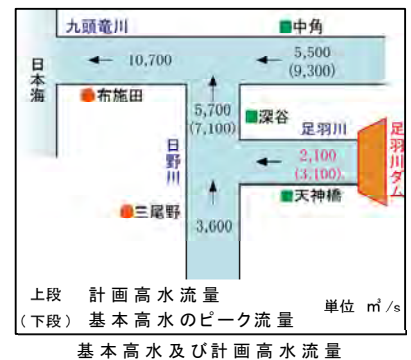 九頭竜川
■中角
日本海
← 10,700
← 5,500
(9,300)
●布施田
5,700
(7,100)
■深谷
足羽川
日野川
← 2,100
(3,100)
足羽川ダム
●三尾野
■天神橋
3,600
上段 計画高水流量
(下段) 基本高水のピーク流量
単位 ㎥/s
基本高水及び計画高水流量